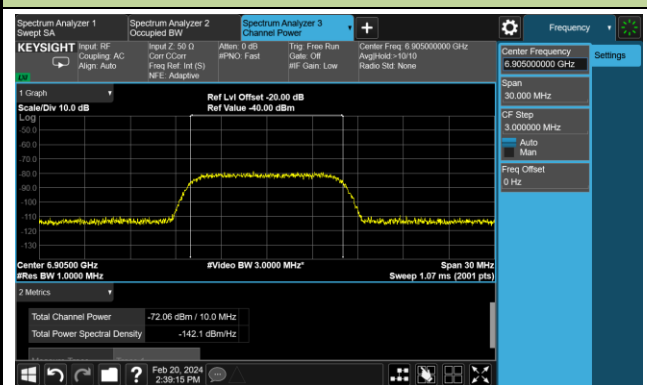 Spectrum Analyzer 1
Swept SA
Spectrum Analyzer 2
Occupied BW
Spectrum Analyzer 3
Channel Power
Frequency
KEYSIGHT
Input: RF
Coupling: AC
Align: Auto
Input Z: 50 Ω
Corr CCorr
Freq Ref: Int (S)
NFE: Adaptive
Atten: 0 dB
#PNO: Fast
Trig: Free Run
Gate: Off
#IF Gain: Low
Center Freq: 6.905000000 GHz
Avg|Hold:>10/10
Radio Std: None
LV
Center Frequency
6.905000000 GHz
Settings
Span
30.000 MHz
CF Step
3.000000 MHz
Auto
Man
Freq Offset
0 Hz
1 Graph
Scale/Div 10.0 dB
Ref Lvl Offset -20.00 dB
Ref Value -40.00 dBm
Log
-50.0
-60.0
-70.0
-80.0
-90.0
-100
-110
-120
-130
Center 6.90500 GHz
#Res BW 1.0000 MHz
#Video BW 3.0000 MHz*
Span 30 MHz
Sweep 1.07 ms (2001 pts)
2 Metrics
Total Channel Power -72.06 dBm / 10.0 MHz
Total Power Spectral Density -142.1 dBm/Hz
Feb 20, 2024
2:39:15 PM